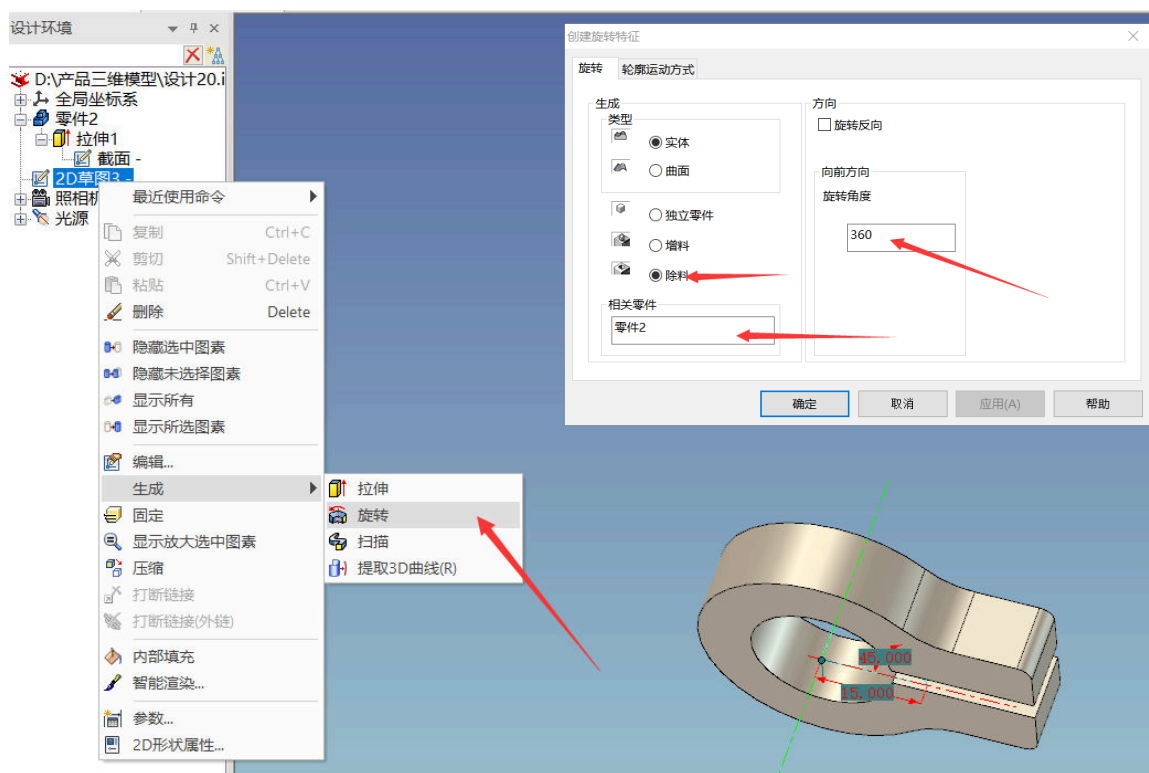 设计环境
D:\产品三维模型\设计20.i
全局坐标系
零件2
拉伸1
截面 -
2D草图3 -
照相机
光源
最近使用命令
复制 Ctrl+C
剪切 Shift+Delete
粘贴 Ctrl+V
删除 Delete
隐藏选中图素
隐藏未选择图素
显示所有
显示所选图素
编辑...
生成
固定
显示放大选中图素
压缩
打断链接
打断链接(外链)
内部填充
智能渲染...
参数...
2D形状属性...
拉伸
旋转
扫描
提取3D曲线(R)
创建旋转特征
旋转 轮廓运动方式
生成
类型
实体
曲面
独立零件
增料
除料
相关零件
零件2
方向
旋转反向
向前方向
旋转角度
360
确定 取消 应用(A) 帮助
45.000
15.000